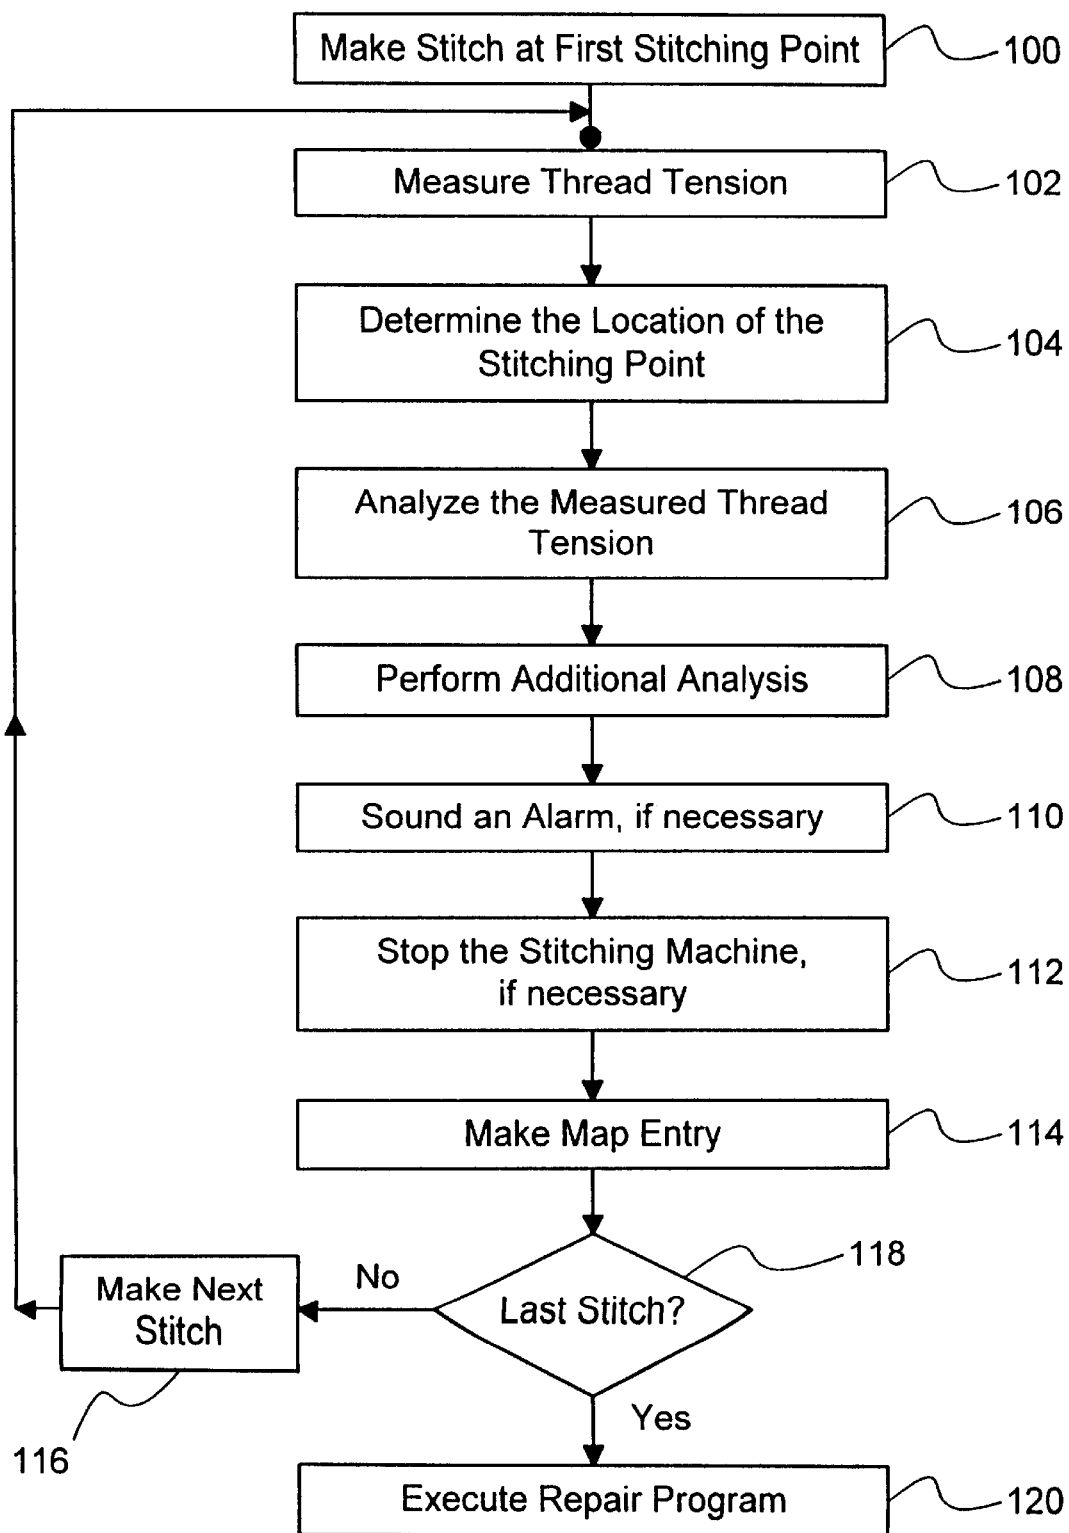 Make Stitch at First Stitching Point
100
Measure Thread Tension
102
Determine the Location of the
Stitching Point
104
Analyze the Measured Thread
Tension
106
Perform Additional Analysis
108
Sound an Alarm, if necessary
110
Stop the Stitching Machine,
if necessary
112
Make Map Entry
114
118
No
Make Next
Stitch
Last Stitch?
Yes
116
Execute Repair Program
120